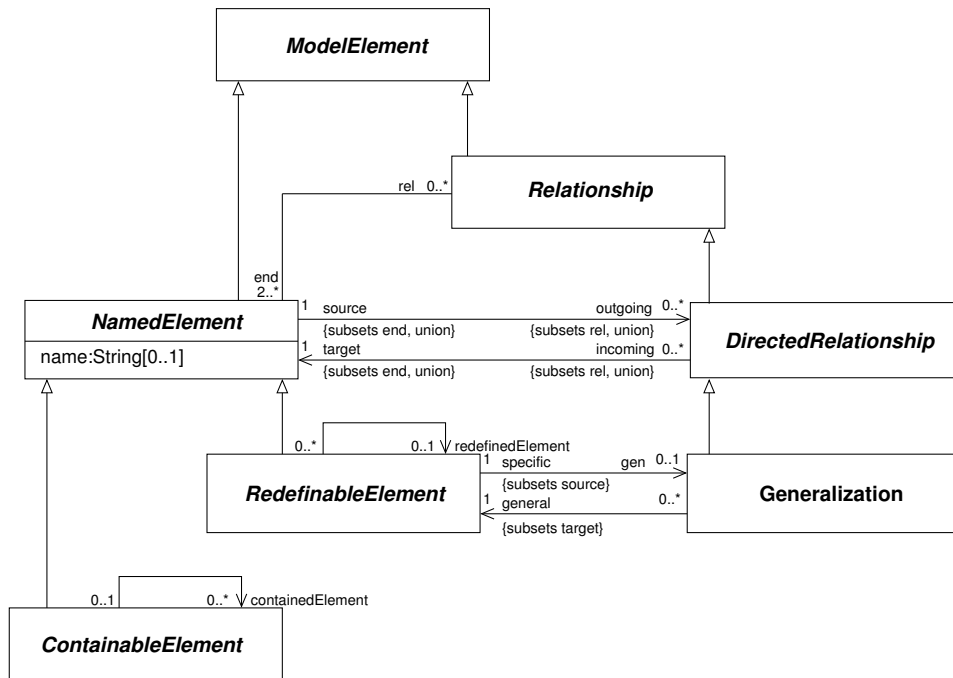 ModelElement
rel 0..*
Relationship
end
2..*
NamedElement
name:String[0..1]
1 source outgoing 0..*
{subsets end, union} {subsets rel, union}
1 target incoming 0..*
{subsets end, union} {subsets rel, union}
DirectedRelationship
0..* 0..1 redefinedElement
RedefinableElement
1 specific gen 0..1
{subsets source}
1 general 0..*
{subsets target}
Generalization
0..1 0..* containedElement
ContainableElement